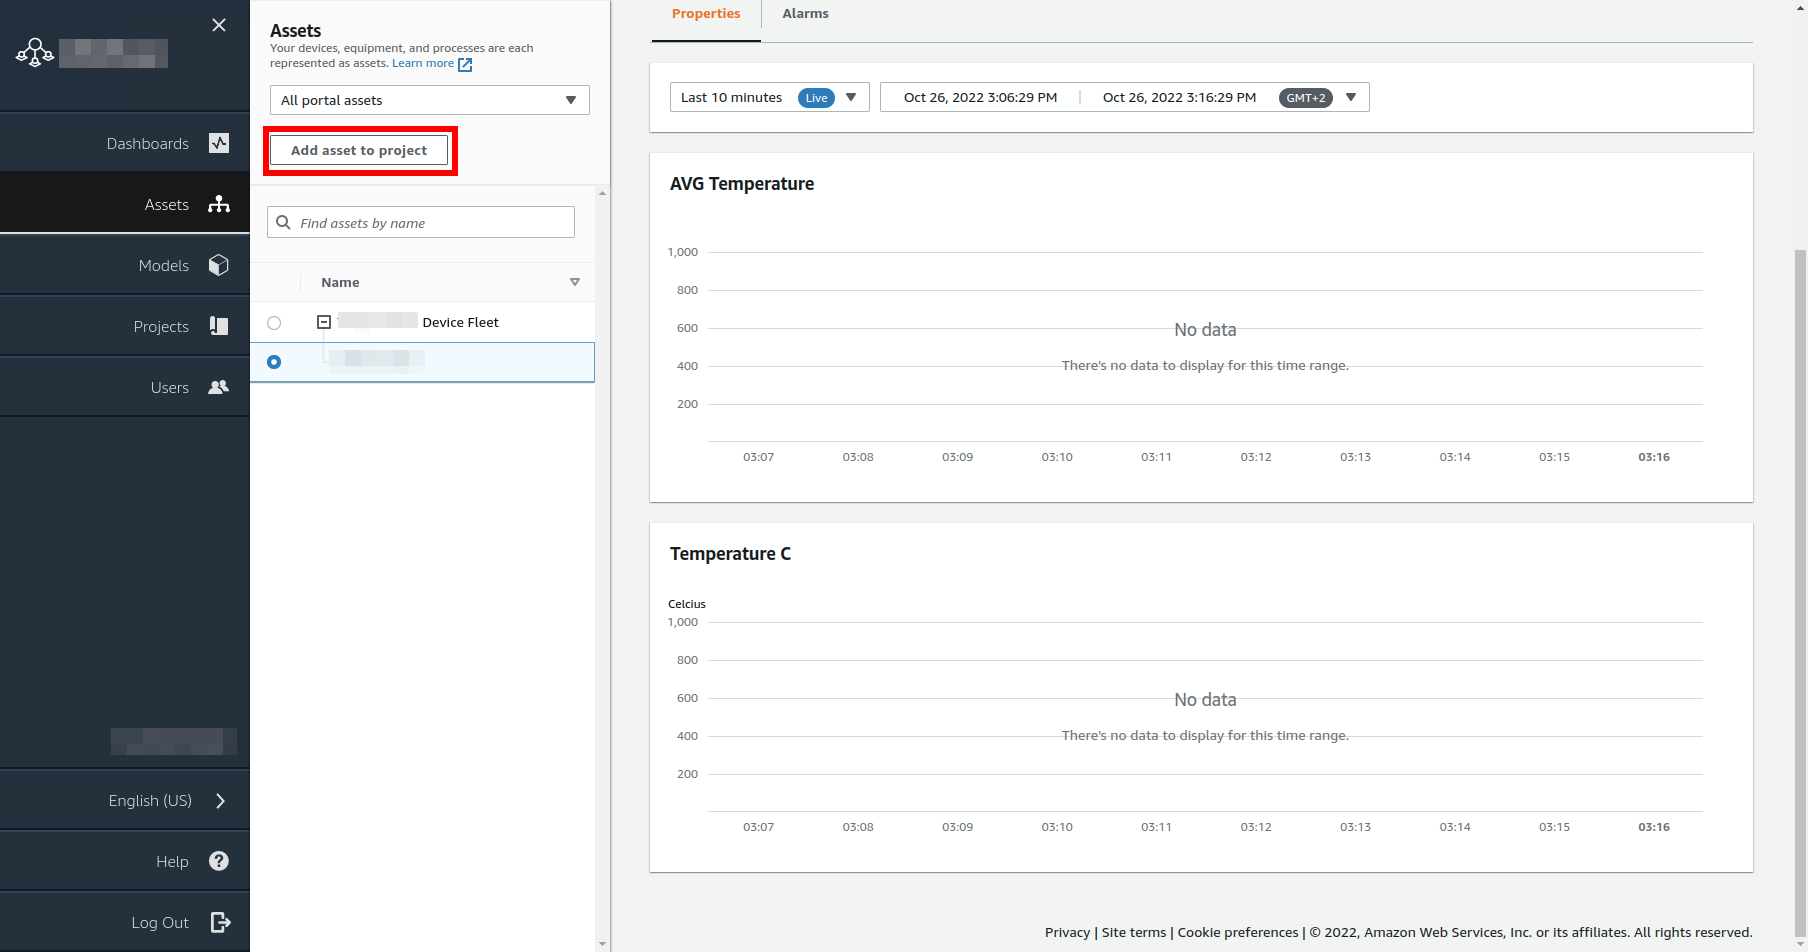 Dashboards
Assets
Models
Projects
Users
English (US)
Help
Log Out
Assets
Your devices, equipment, and processes are each
represented as assets. Learn more
All portal assets
Add asset to project
Find assets by name
Name
Device Fleet
Properties
Alarms
Last 10 minutes Live
Oct 26, 2022 3:06:29 PM | Oct 26, 2022 3:16:29 PM GMT+2
AVG Temperature
1,000
800
600
400
200
No data
There's no data to display for this time range.
03:07 03:08 03:09 03:10 03:11 03:12 03:13 03:14 03:15 03:16
Temperature C
Celcius
1,000
800
600
400
200
No data
There's no data to display for this time range.
03:07 03:08 03:09 03:10 03:11 03:12 03:13 03:14 03:15 03:16
Privacy | Site terms | Cookie preferences | © 2022, Amazon Web Services, Inc. or its affiliates. All rights reserved.